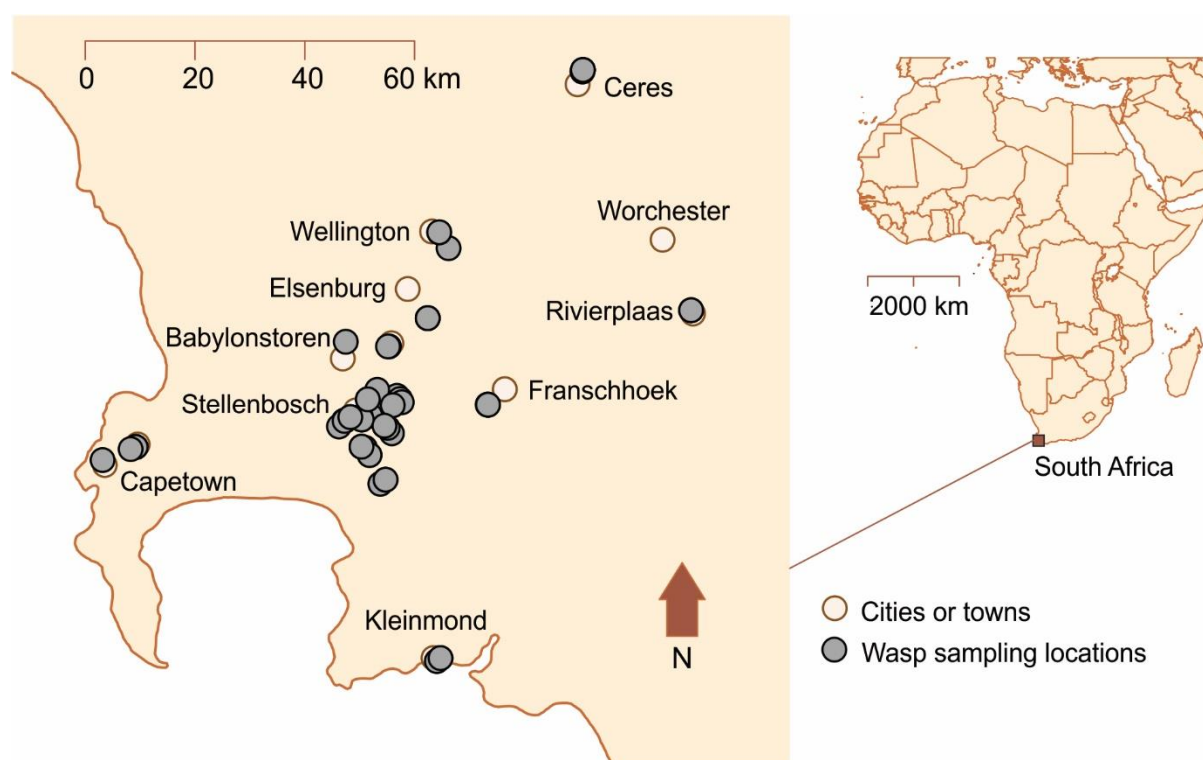 0 20 40 60 km
Ceres
Worchester
Wellington
Elsenburg
Rivierplaas
Babylonstoren
Franschhoek
Stellenbosch
Capetown
Kleinmond
N
2000 km
South Africa
Cities or towns
Wasp sampling locations